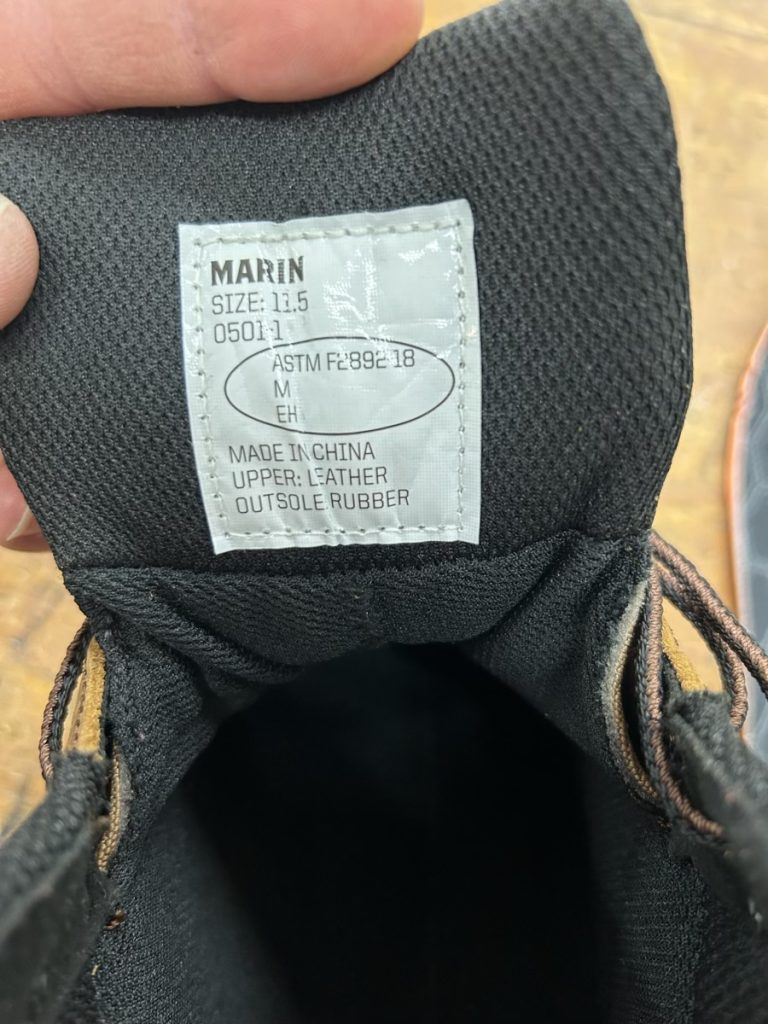 MARIN
SIZE: 11.5
0501-1
ASTM F2892-18
M
EH
MADE IN CHINA
UPPER: LEATHER
OUTSOLE: RUBBER